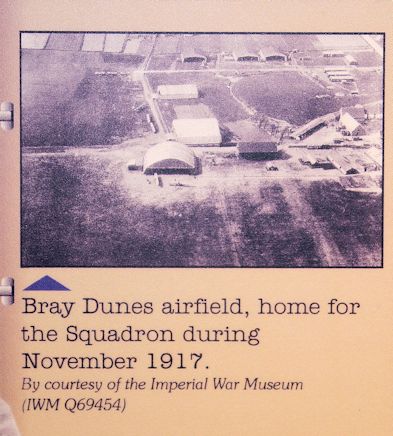 Bray Dunes airfield, home for
the Squadron during
November 1917.
By courtesy of the Imperial War Museum
(IWM Q69454)